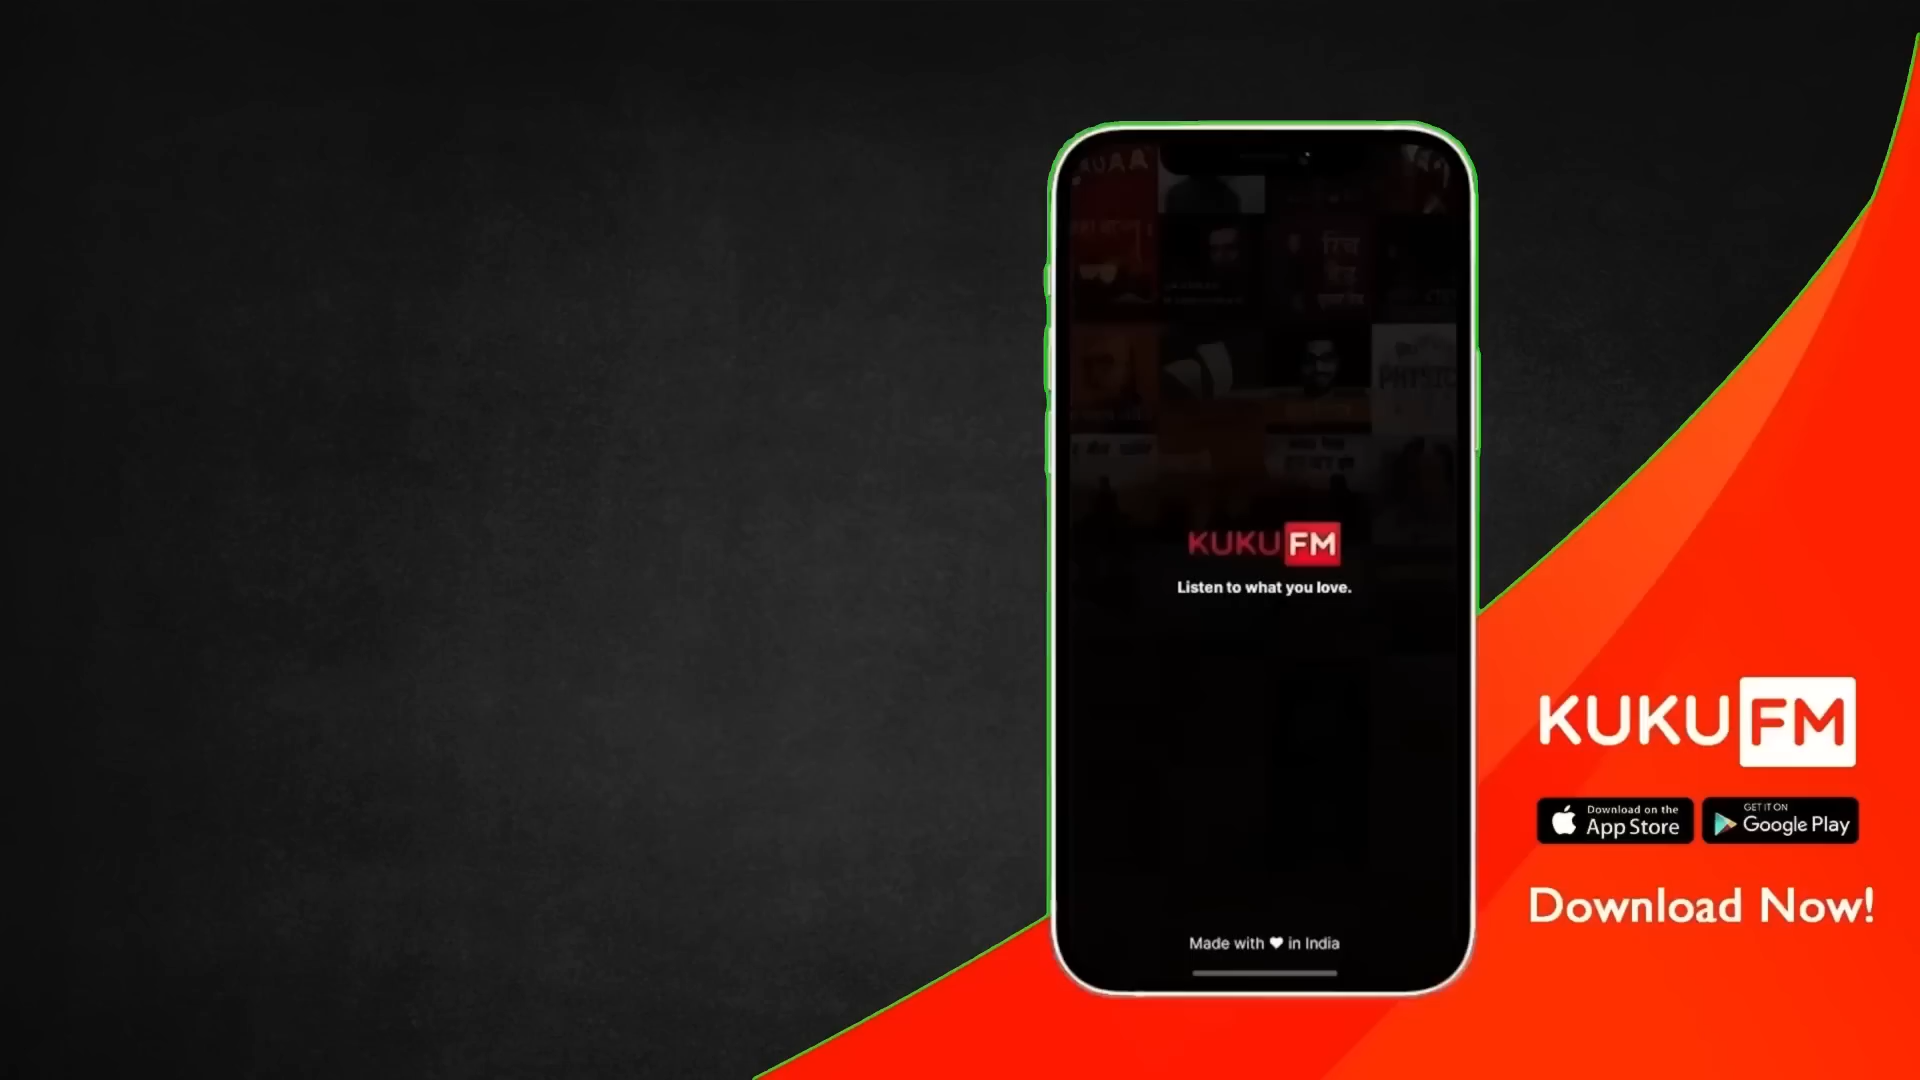 KUKU FM
Listen to what you love.
Made with ♥ in India
KUKU FM
Download on the
App Store
GET IT ON
Google Play
Download Now!